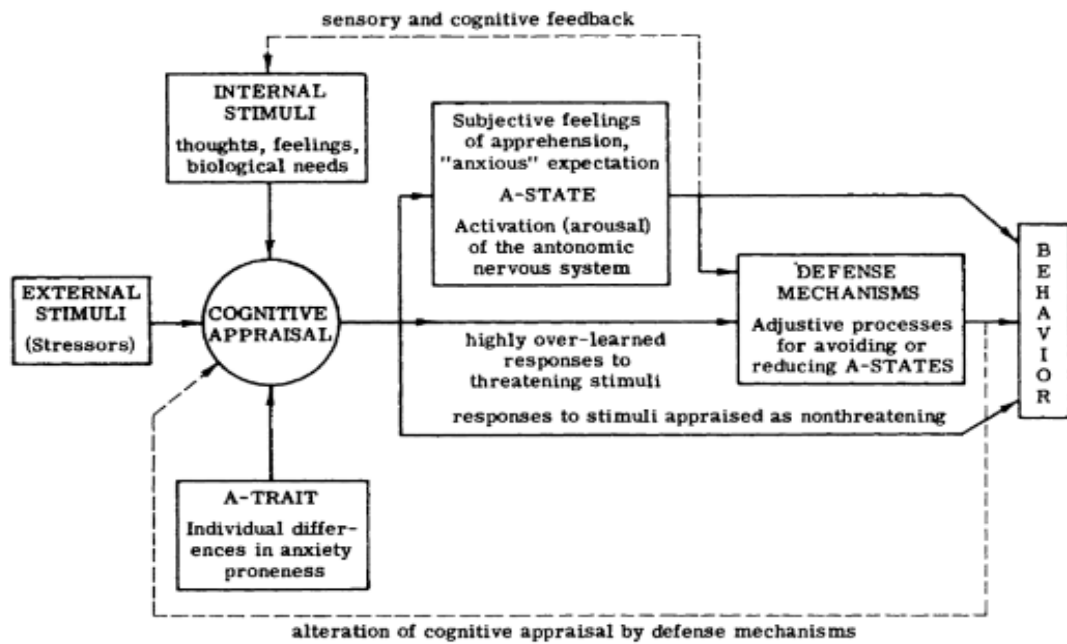 sensory and cognitive feedback
INTERNAL
STIMULI
thoughts, feelings,
biological needs
Subjective feelings
of apprehension,
"anxious" expectation
A-STATE
Activation (arousal)
of the antonomic
nervous system
EXTERNAL
STIMULI
(Stressors)
COGNITIVE
APPRAISAL
DEFENSE
MECHANISMS
Adjustive processes
for avoiding or
reducing A-STATES
BEHAVIOR
highly over-learned
responses to
threatening stimuli
responses to stimuli appraised as nonthreatening
A-TRAIT
Individual differ-
ences in anxiety
proneness
alteration of cognitive appraisal by defense mechanisms